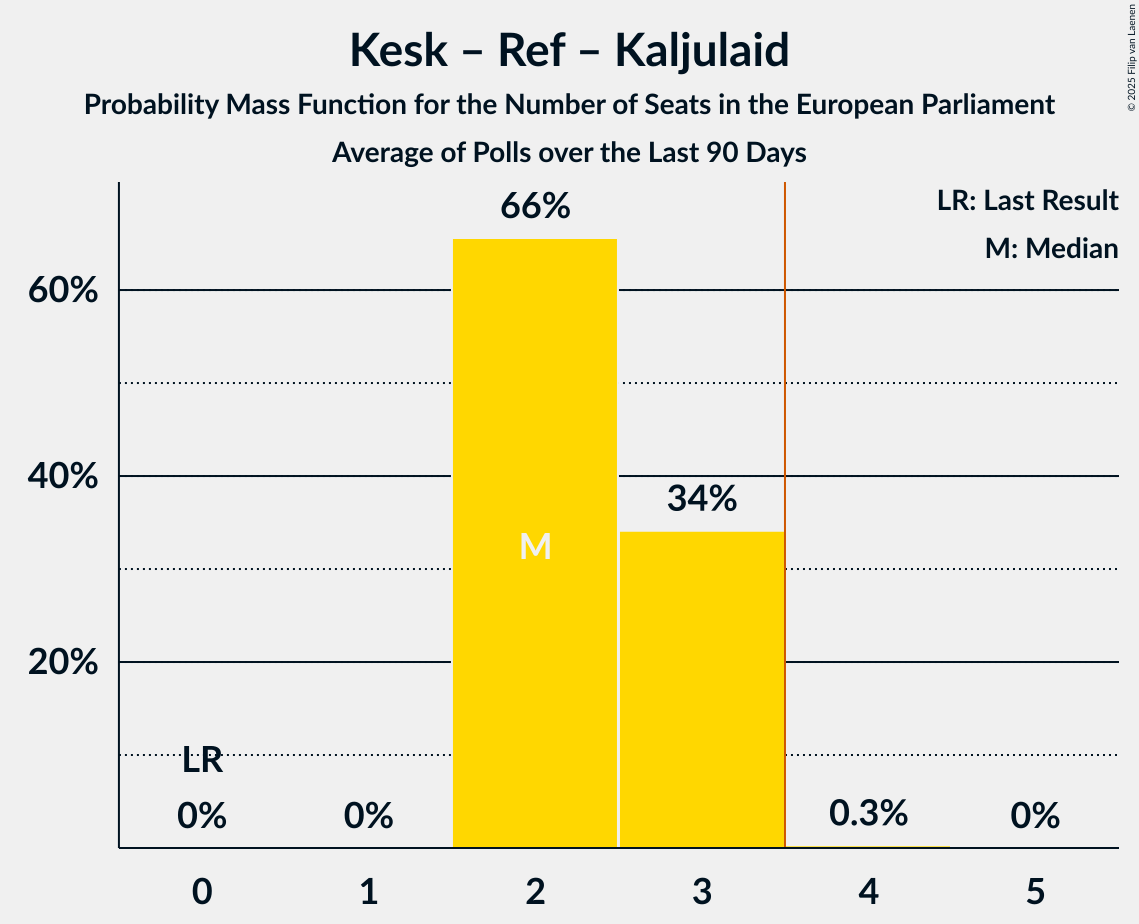 Kesk – Ref – Kaljulaid
Probability Mass Function for the Number of Seats in the European Parliament
Average of Polls over the Last 90 Days
© 2025 Filip van Laenen
LR: Last Result
M: Median
66%
60%
40%
34%
M
20%
LR
0%
0%
0.3%
0%
0
1
2
3
4
5